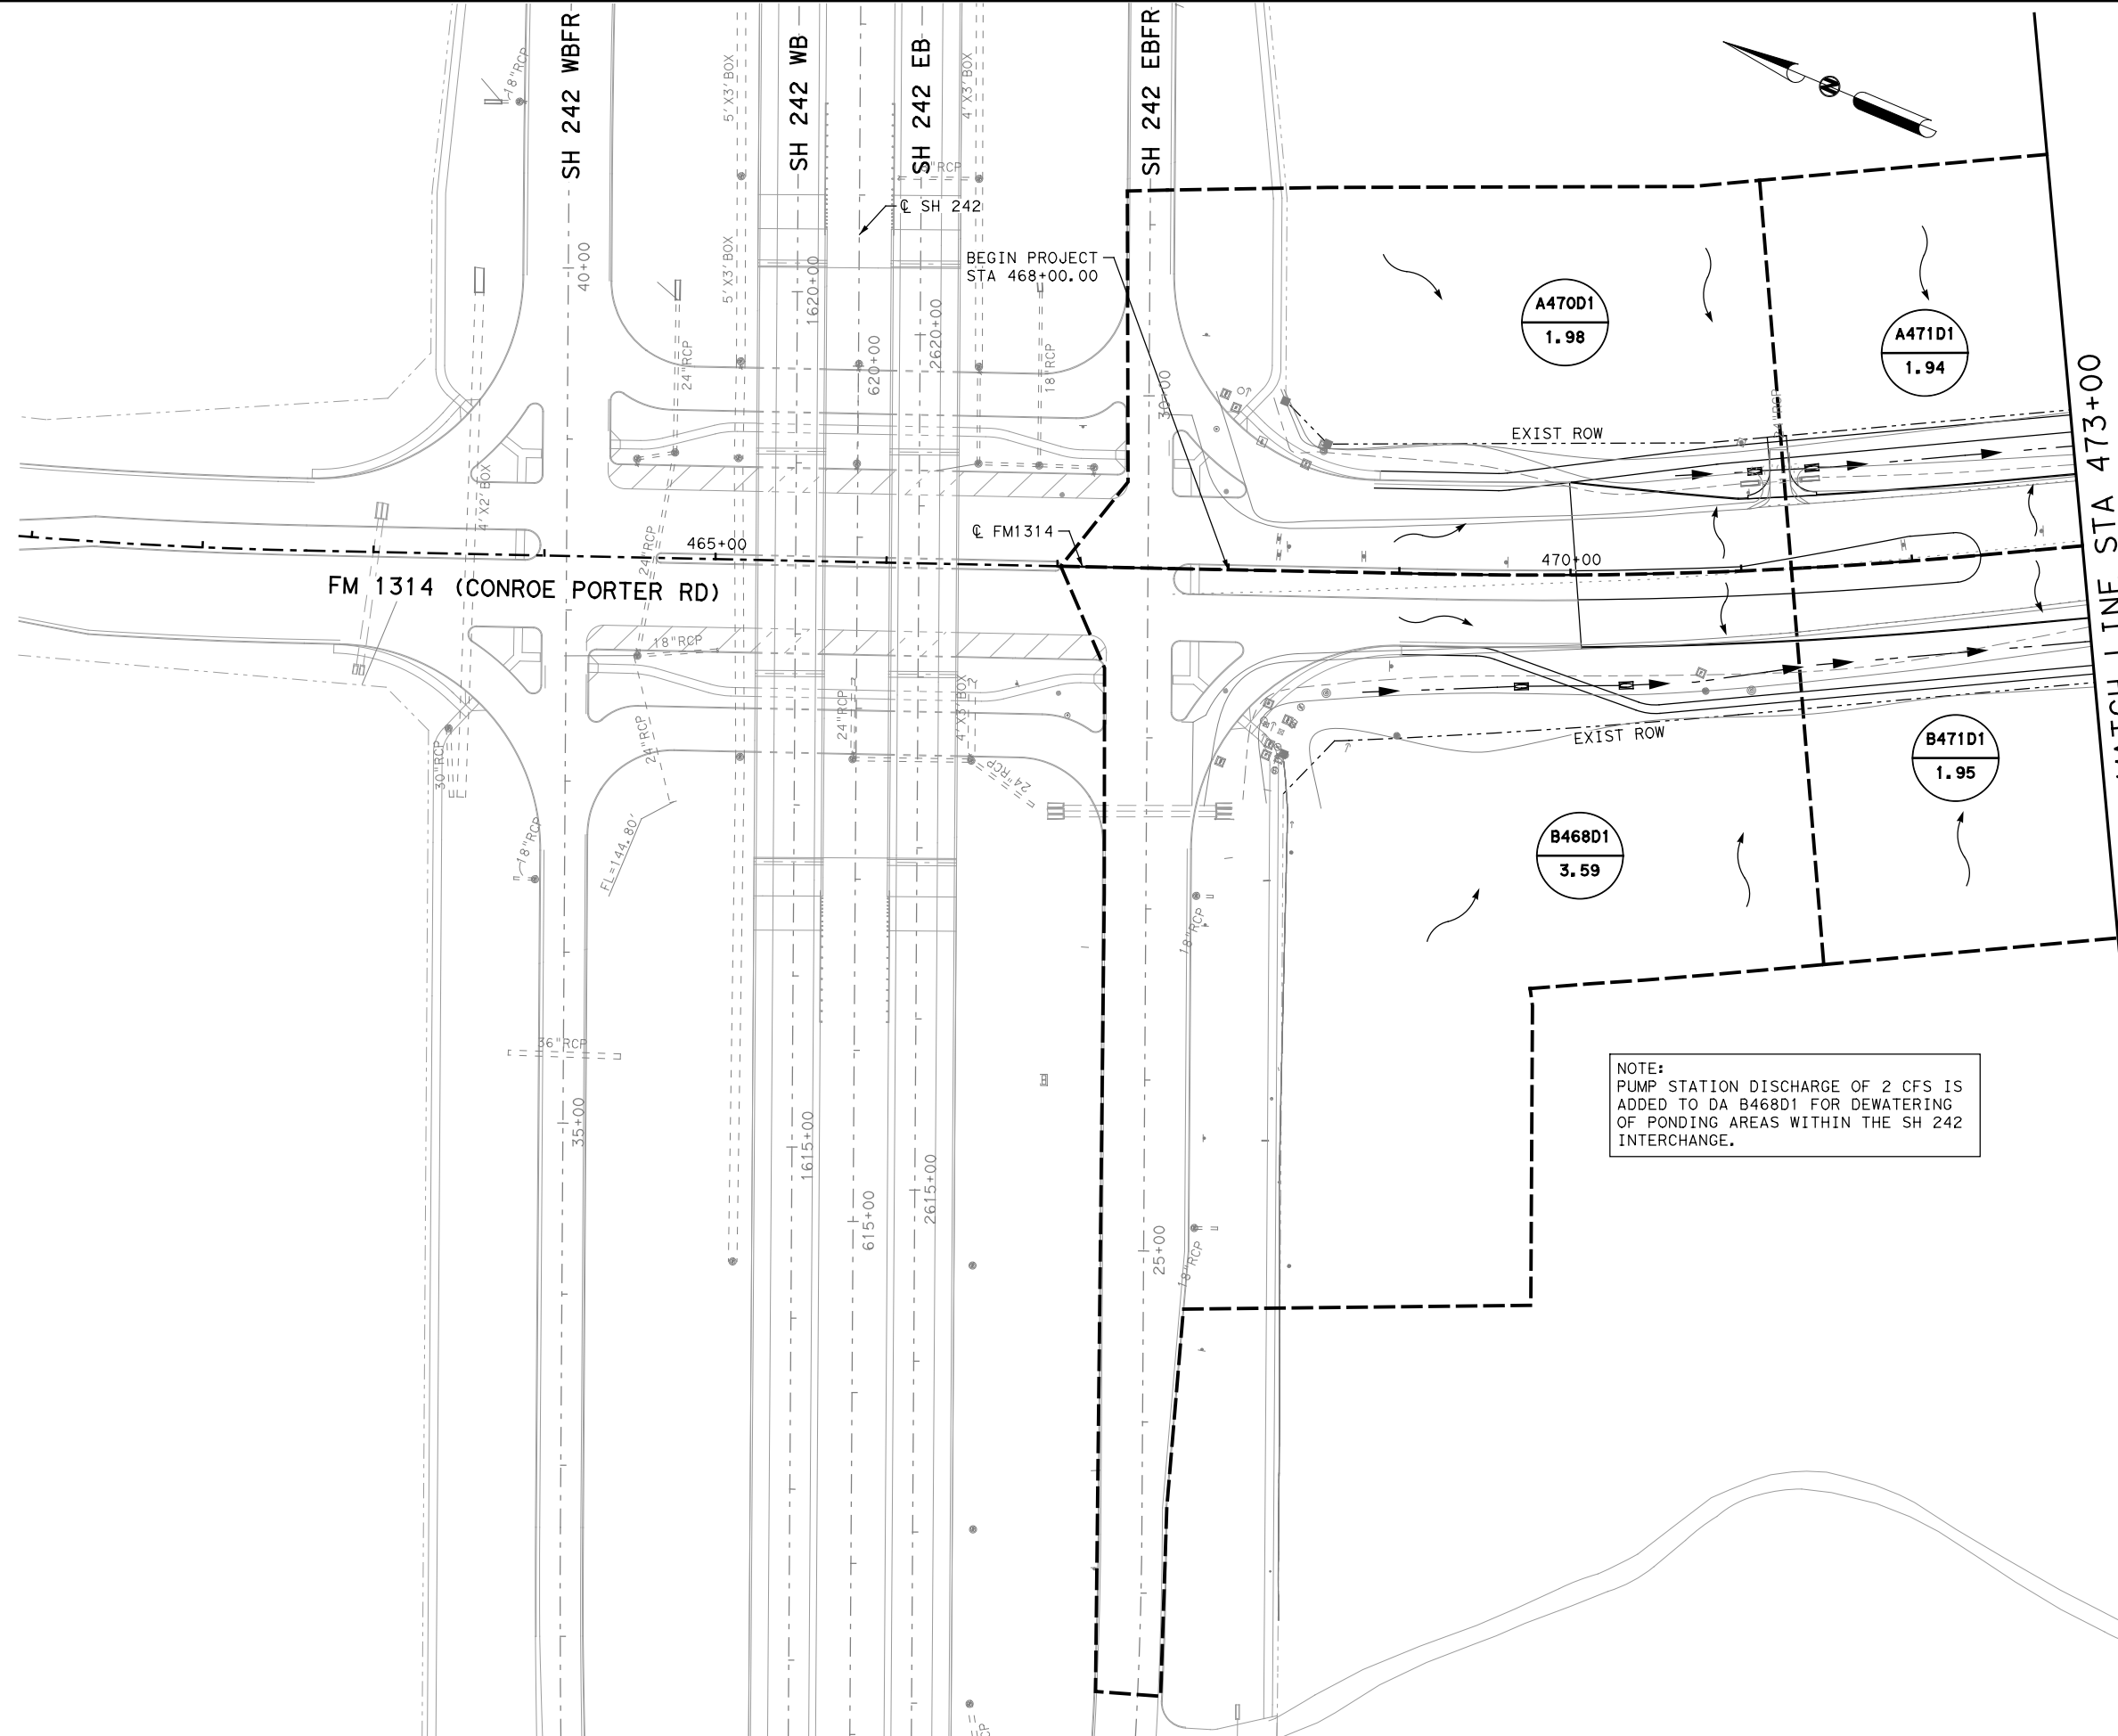 SH 242 WBFR
SH 242 WB
SH 242 EB
SH 242 EBFR
18"RCP
5'X3'BOX
4'X3'BOX
"RCP
℄ SH 242
N
40+00
5'X3'BOX
1620+00
620+00
2620+00
BEGIN PROJECT
STA 468+00.00
A470D1
1.98
A471D1
1.94
24"RCP
18"RCP
30+00
EXIST ROW
STA 473+00
4'X2'BOX
24"RCP
465+00
℄ FM1314
470+00
FM 1314 (CONROE PORTER RD)
18"RCP
24"RCP
24"RCP
4'X3'BOX
24"RCP
30"RCP
EXIST ROW
B471D1
1.95
18"RCP
FL=144.80'
B468D1
3.59
18"RCP
36"RCP
NOTE:
PUMP STATION DISCHARGE OF 2 CFS IS
ADDED TO DA B468D1 FOR DEWATERING
OF PONDING AREAS WITHIN THE SH 242
INTERCHANGE.
35+00
1615+00
615+00
2615+00
25+00
18"RCP